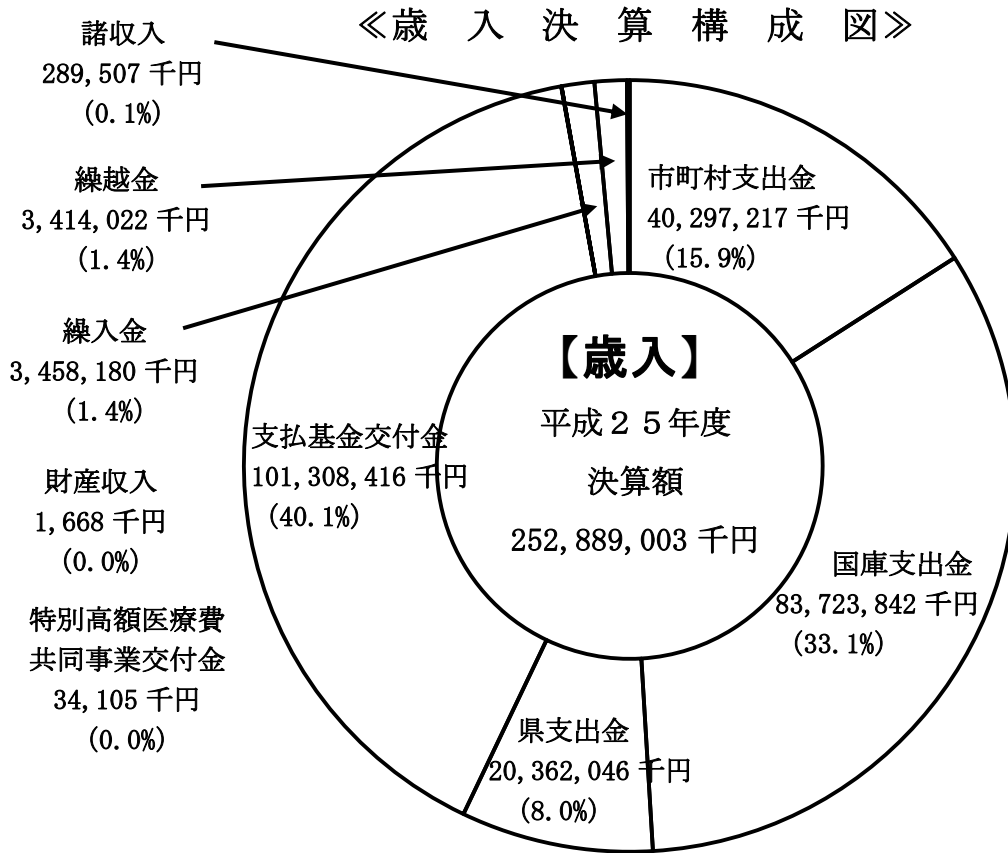 ≪歳入決算構成図≫
諸収入
289,507 千円
(0.1%)
繰越金
3,414,022 千円
(1.4%)
繰入金
3,458,180 千円
(1.4%)
財産収入
1,668 千円
(0.0%)
特別高額医療費
共同事業交付金
34,105 千円
(0.0%)
市町村支出金
40,297,217 千円
(15.9%)
【歳入】
平成２５年度
決算額
252,889,003 千円
支払基金交付金
101,308,416 千円
(40.1%)
国庫支出金
83,723,842 千円
(33.1%)
県支出金
20,362,046 千円
(8.0%)